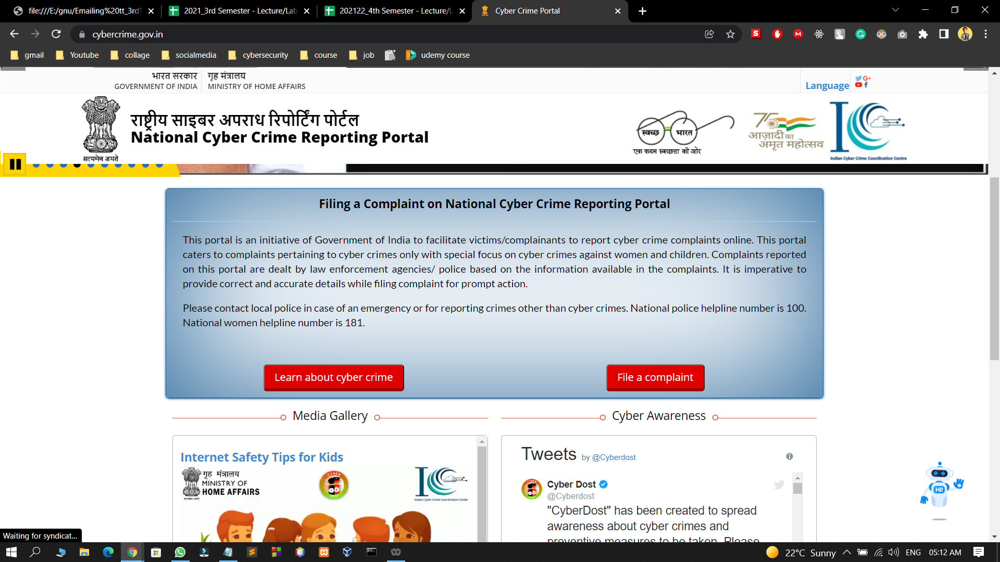 file:///E:/gnu/Emailing%20tt_3rd%
2021_3rd Semester - Lecture/Lab
202122_4th Semester - Lecture/L
Cyber Crime Portal
cybercrime.gov.in
gmail
Youtube
collage
socialmedia
cybersecurity
course
job
udemy course
भारत सरकार
GOVERNMENT OF INDIA
गृह मंत्रालय
MINISTRY OF HOME AFFAIRS
Language
सत्यमेव जयते
राष्ट्रीय साइबर अपराध रिपोर्टिंग पोर्टल
National Cyber Crime Reporting Portal
स्वच्छ भारत
एक कदम स्वच्छता की ओर
75
आज़ादी का
अमृत महोत्सव
Indian Cyber Crime Coordination Centre
Filing a Complaint on National Cyber Crime Reporting Portal
This portal is an initiative of Government of India to facilitate victims/complainants to report cyber crime complaints online. This portal
caters to complaints pertaining to cyber crimes only with special focus on cyber crimes against women and children. Complaints reported
on this portal are dealt by law enforcement agencies/ police based on the information available in the complaints. It is imperative to
provide correct and accurate details while filing complaint for prompt action.
Please contact local police in case of an emergency or for reporting crimes other than cyber crimes. National police helpline number is 100.
National women helpline number is 181.
Learn about cyber crime
File a complaint
Media Gallery
Cyber Awareness
Internet Safety Tips for Kids
गृह मंत्रालय
MINISTRY OF
HOME AFFAIRS
CYBER
DOST
Indian Cyber Crime Coordination Center
Tweets by @Cyberdost
Cyber Dost
@Cyberdost
"CyberDost" has been created to spread
awareness about cyber crimes and
preventive measures to be taken. Please
HI!
Waiting for syndicat...
22°C Sunny
ENG
05:12 AM